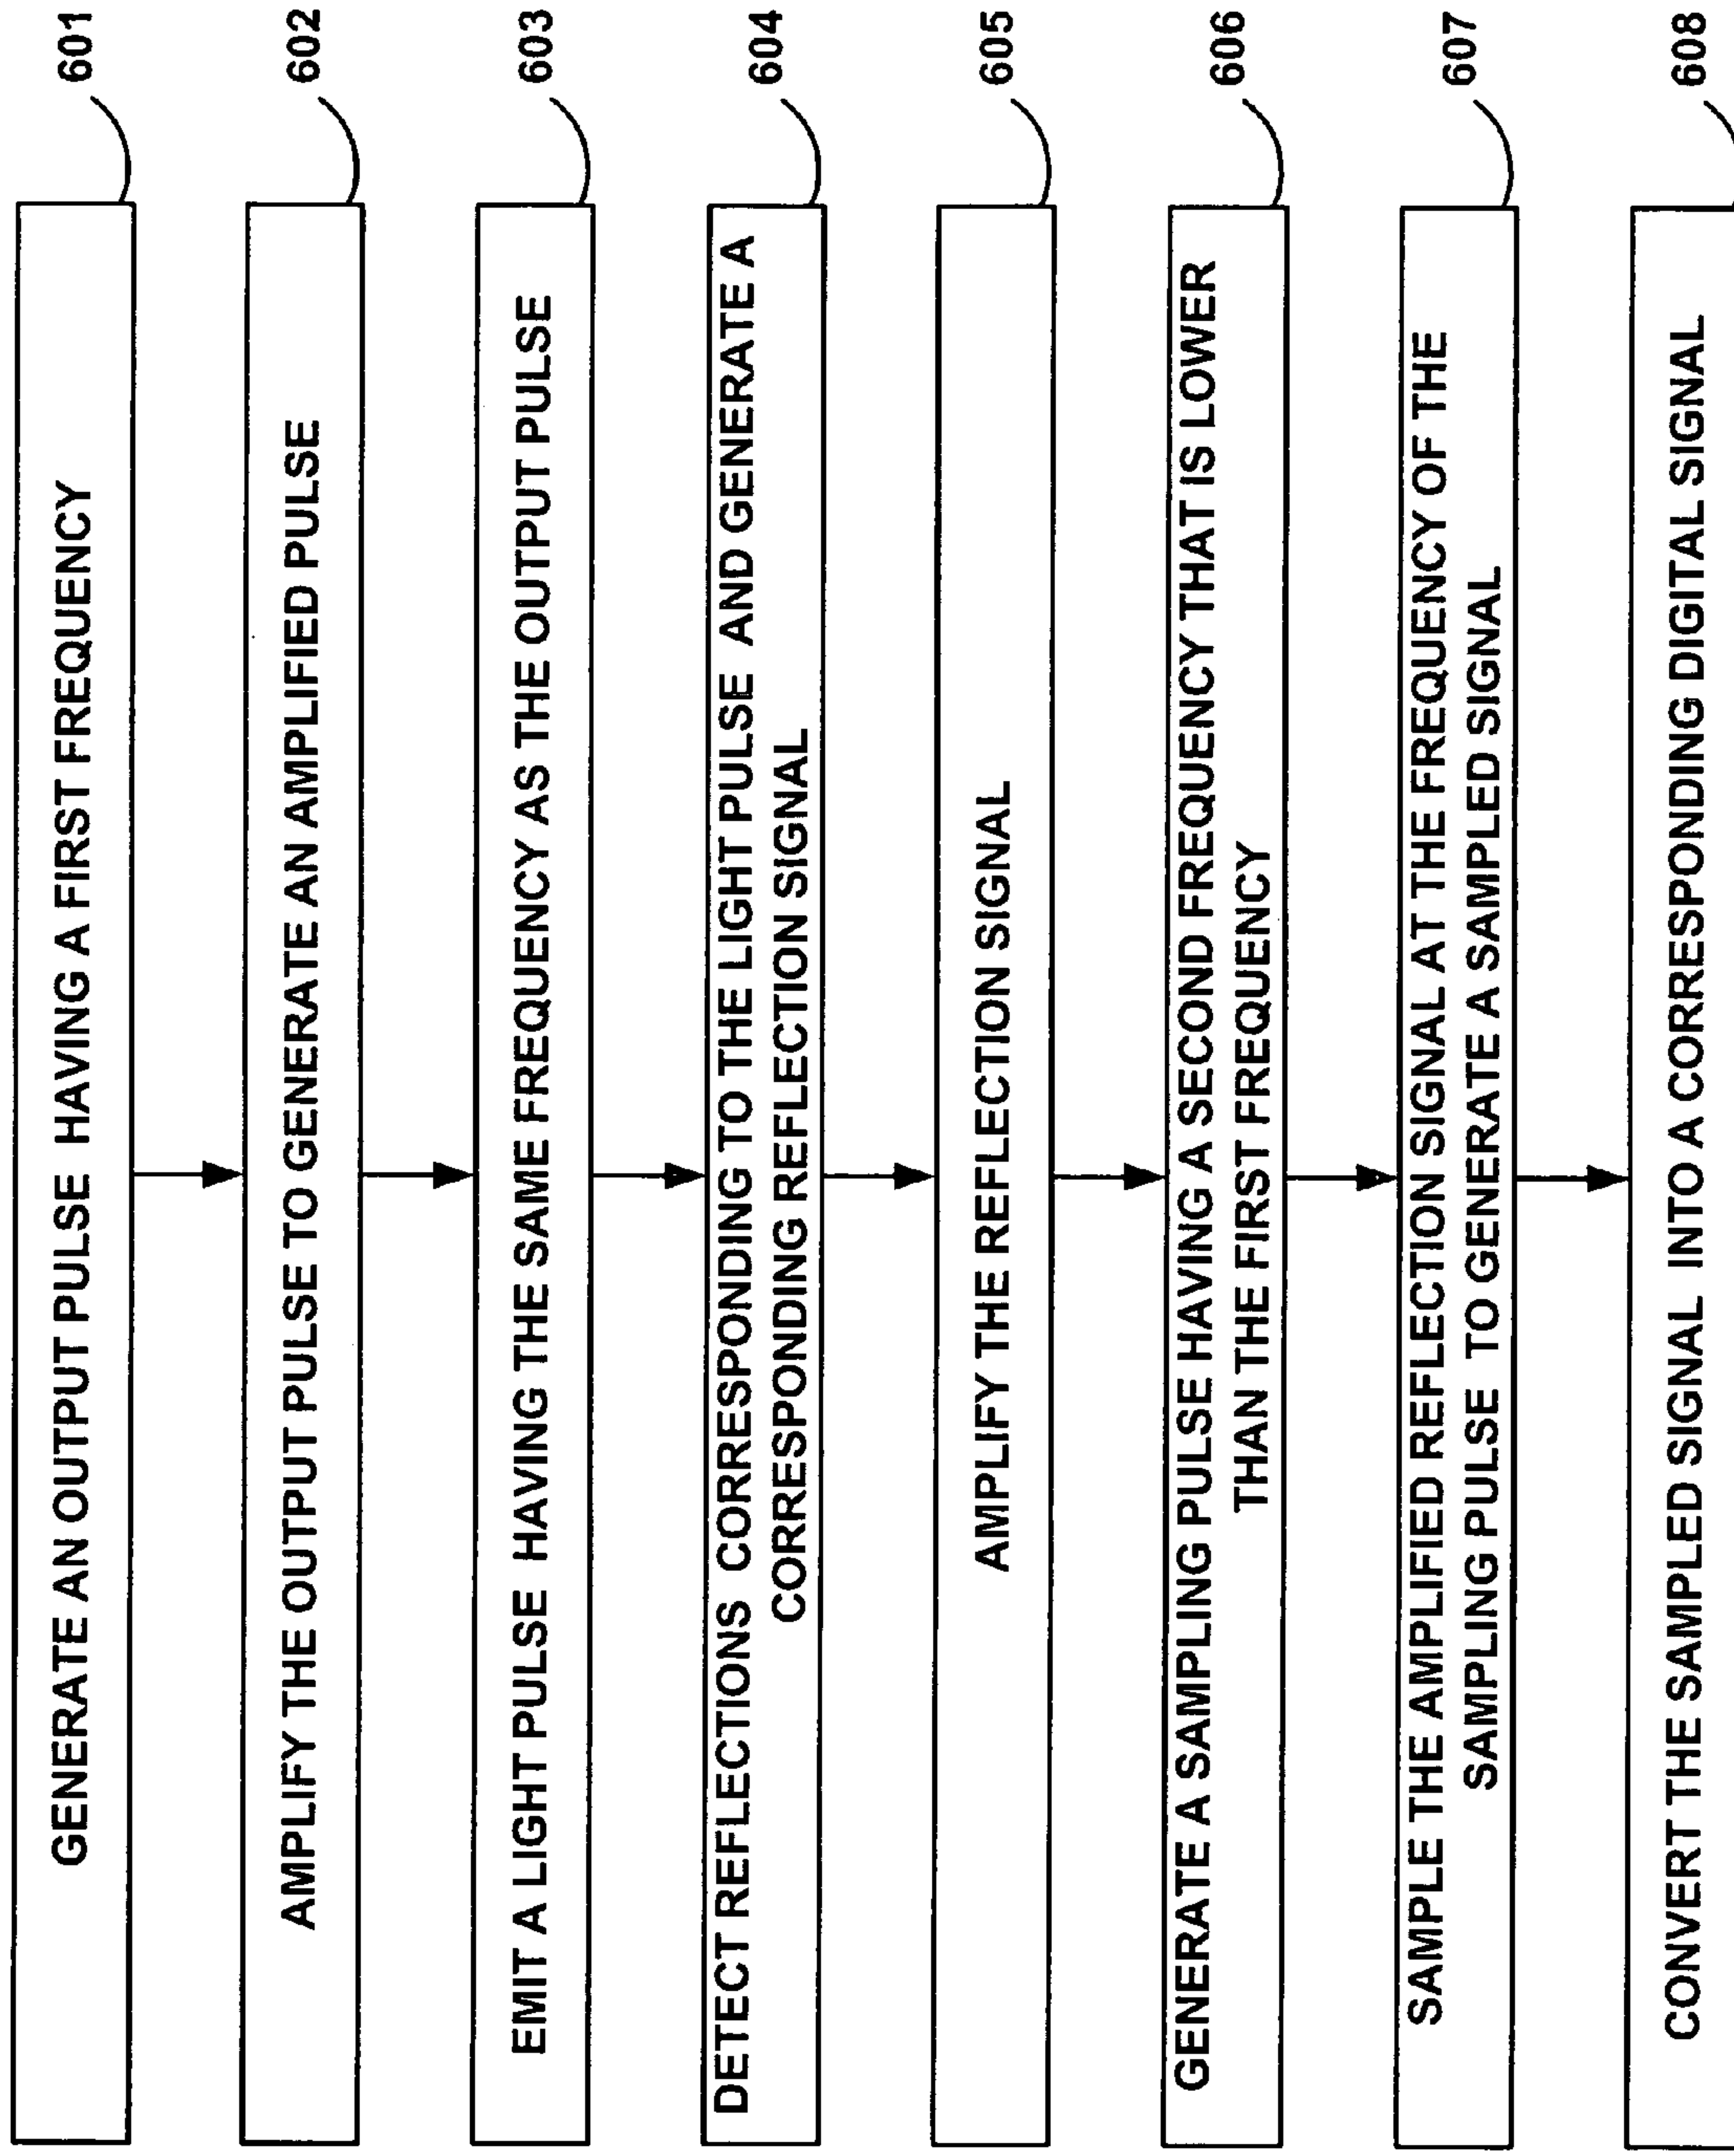 601
GENERATE AN OUTPUT PULSE HAVING A FIRST FREQUENCY
602
AMPLIFY THE OUTPUT PULSE TO GENERATE AN AMPLIFIED PULSE
603
EMIT A LIGHT PULSE HAVING THE SAME FREQUENCY AS THE OUTPUT PULSE
604
DETECT REFLECTIONS CORRESPONDING TO THE LIGHT PULSE AND GENERATE A
CORRESPONDING REFLECTION SIGNAL
605
AMPLIFY THE REFLECTION SIGNAL
606
GENERATE A SAMPLING PULSE HAVING A SECOND FREQUENCY THAT IS LOWER
THAN THE FIRST FREQUENCY
607
SAMPLE THE AMPLIFIED REFLECTION SIGNAL AT THE FREQUENCY OF THE
SAMPLING PULSE TO GENERATE A SAMPLED SIGNAL
608
CONVERT THE SAMPLED SIGNAL INTO A CORRESPONDING DIGITAL SIGNAL